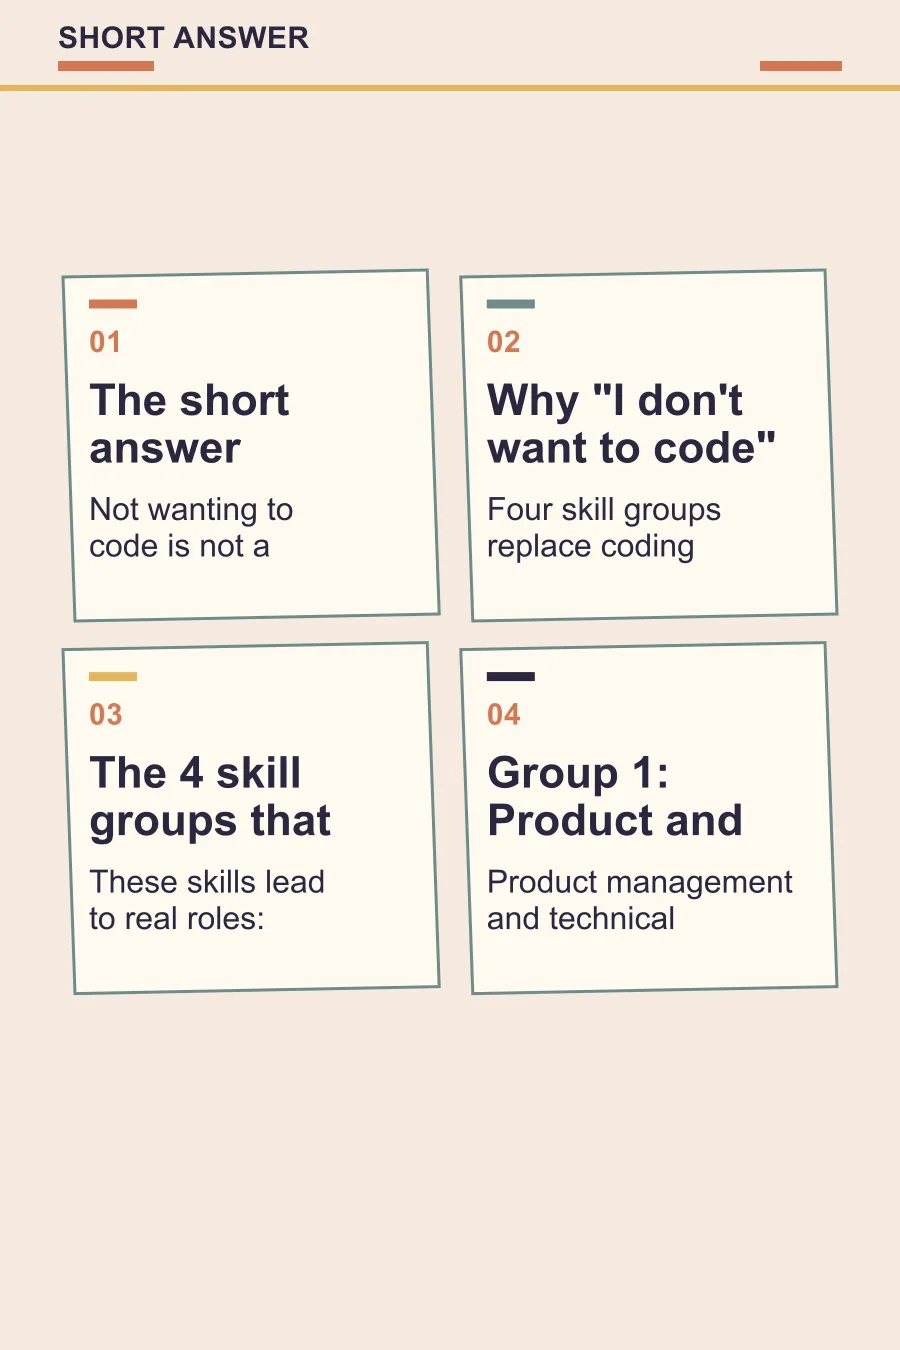 SHORT ANSWER
01
The short
answer
Not wanting to
code is not a
02
Why "I don't
want to code"
Four skill groups
replace coding
03
The 4 skill
groups that
These skills lead
to real roles:
04
Group 1:
Product and
Product management
and technical